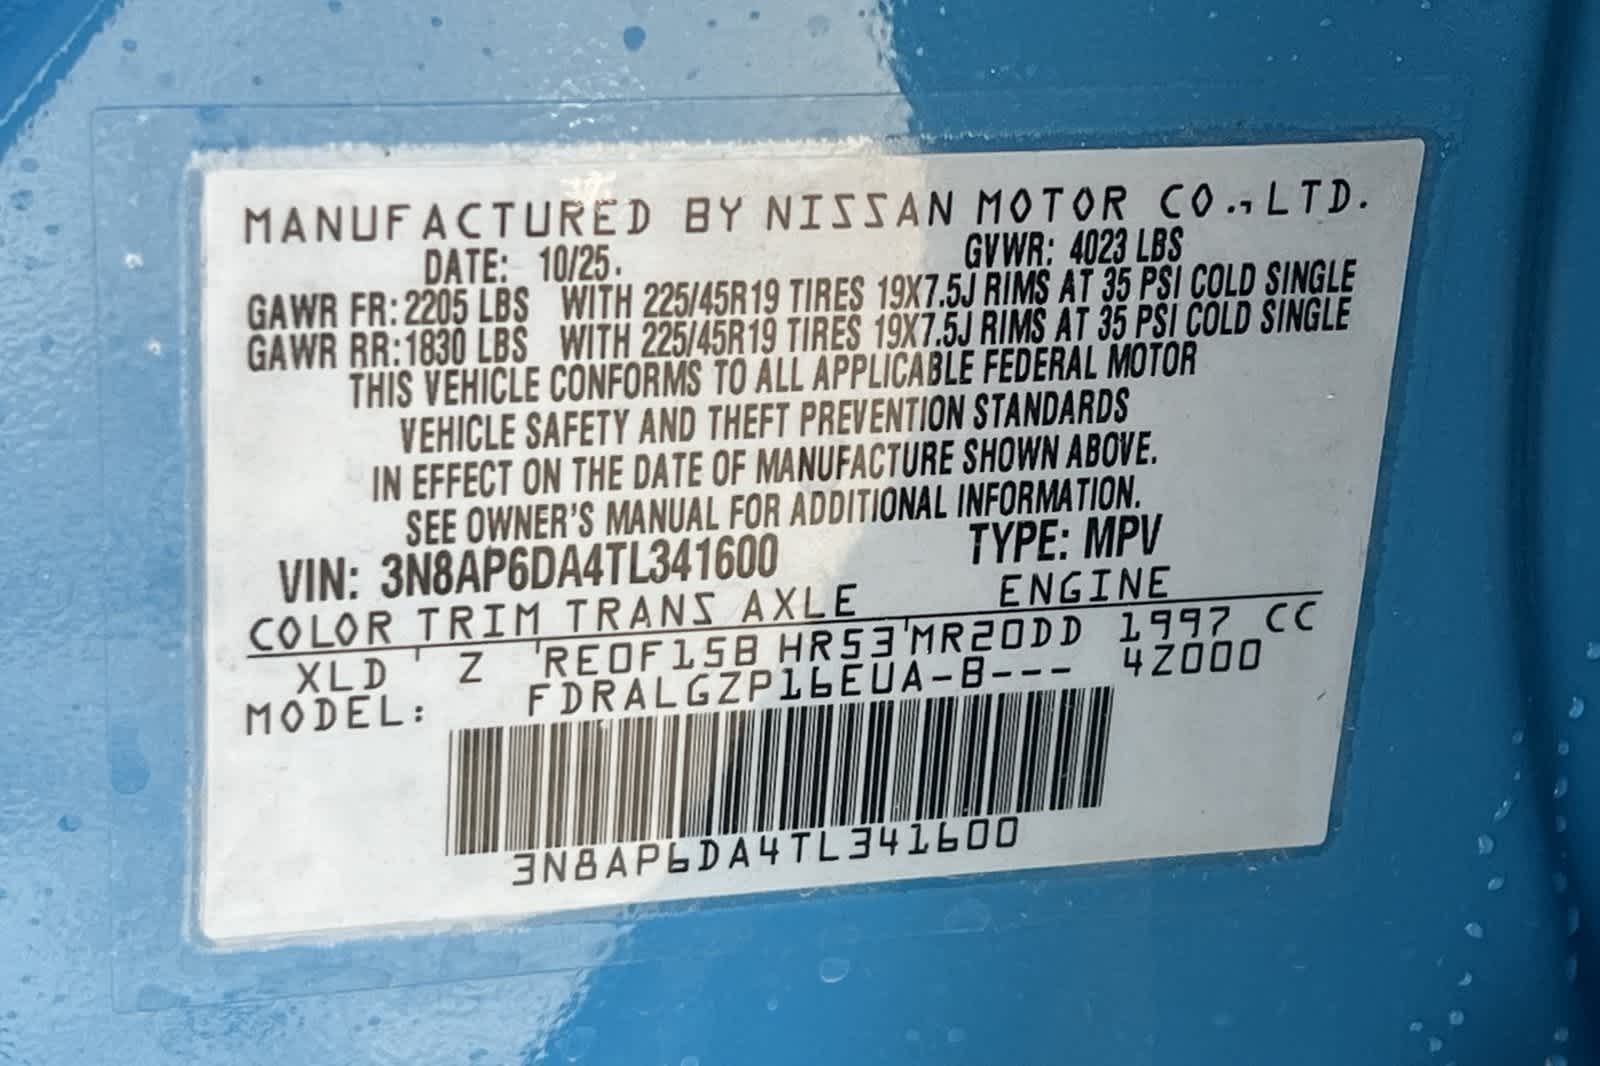 MANUFACTURED BY NISSAN MOTOR CO., LTD.
DATE: 10/25. GVWR: 4023 LBS
GAWR FR: 2205 LBS WITH 225/45R19 TIRES 19X7.5J RIMS AT 35 PSI COLD SINGLE
GAWR RR: 1830 LBS WITH 225/45R19 TIRES 19X7.5J RIMS AT 35 PSI COLD SINGLE
THIS VEHICLE CONFORMS TO ALL APPLICABLE FEDERAL MOTOR
VEHICLE SAFETY AND THEFT PREVENTION STANDARDS
IN EFFECT ON THE DATE OF MANUFACTURE SHOWN ABOVE.
SEE OWNER'S MANUAL FOR ADDITIONAL INFORMATION.
VIN: 3N8AP6DA4TL341600 TYPE: MPV
COLOR TRIM TRANS AXLE ENGINE
XLD ' Z 'RE0F15B HR53'MR20DD 1997 CC
MODEL: FDRALGZP16EUA-B--- 4Z000
3N8AP6DA4TL341600